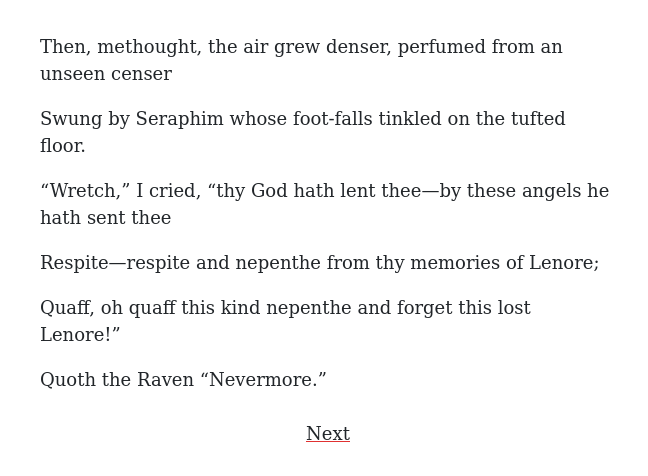 Then, methought, the air grew denser, perfumed from an
unseen censer
Swung by Seraphim whose foot-falls tinkled on the tufted
floor.
“Wretch,” I cried, “thy God hath lent thee—by these angels he
hath sent thee
Respite—respite and nepenthe from thy memories of Lenore;
Quaff, oh quaff this kind nepenthe and forget this lost
Lenore!”
Quoth the Raven “Nevermore.”
Next